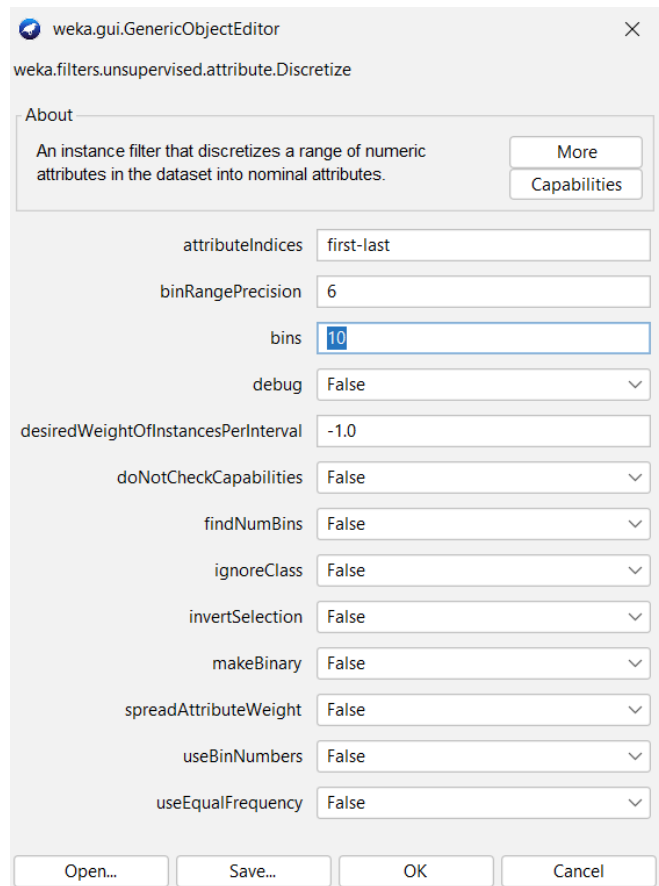 weka.gui.GenericObjectEditor
weka.filters.unsupervised.attribute.Discretize
About
An instance filter that discretizes a range of numeric
attributes in the dataset into nominal attributes.
More
Capabilities
attributeIndices first-last
binRangePrecision 6
bins 10
debug False
desiredWeightOfInstancesPerInterval -1.0
doNotCheckCapabilities False
findNumBins False
ignoreClass False
invertSelection False
makeBinary False
spreadAttributeWeight False
useBinNumbers False
useEqualFrequency False
Open... Save... OK Cancel